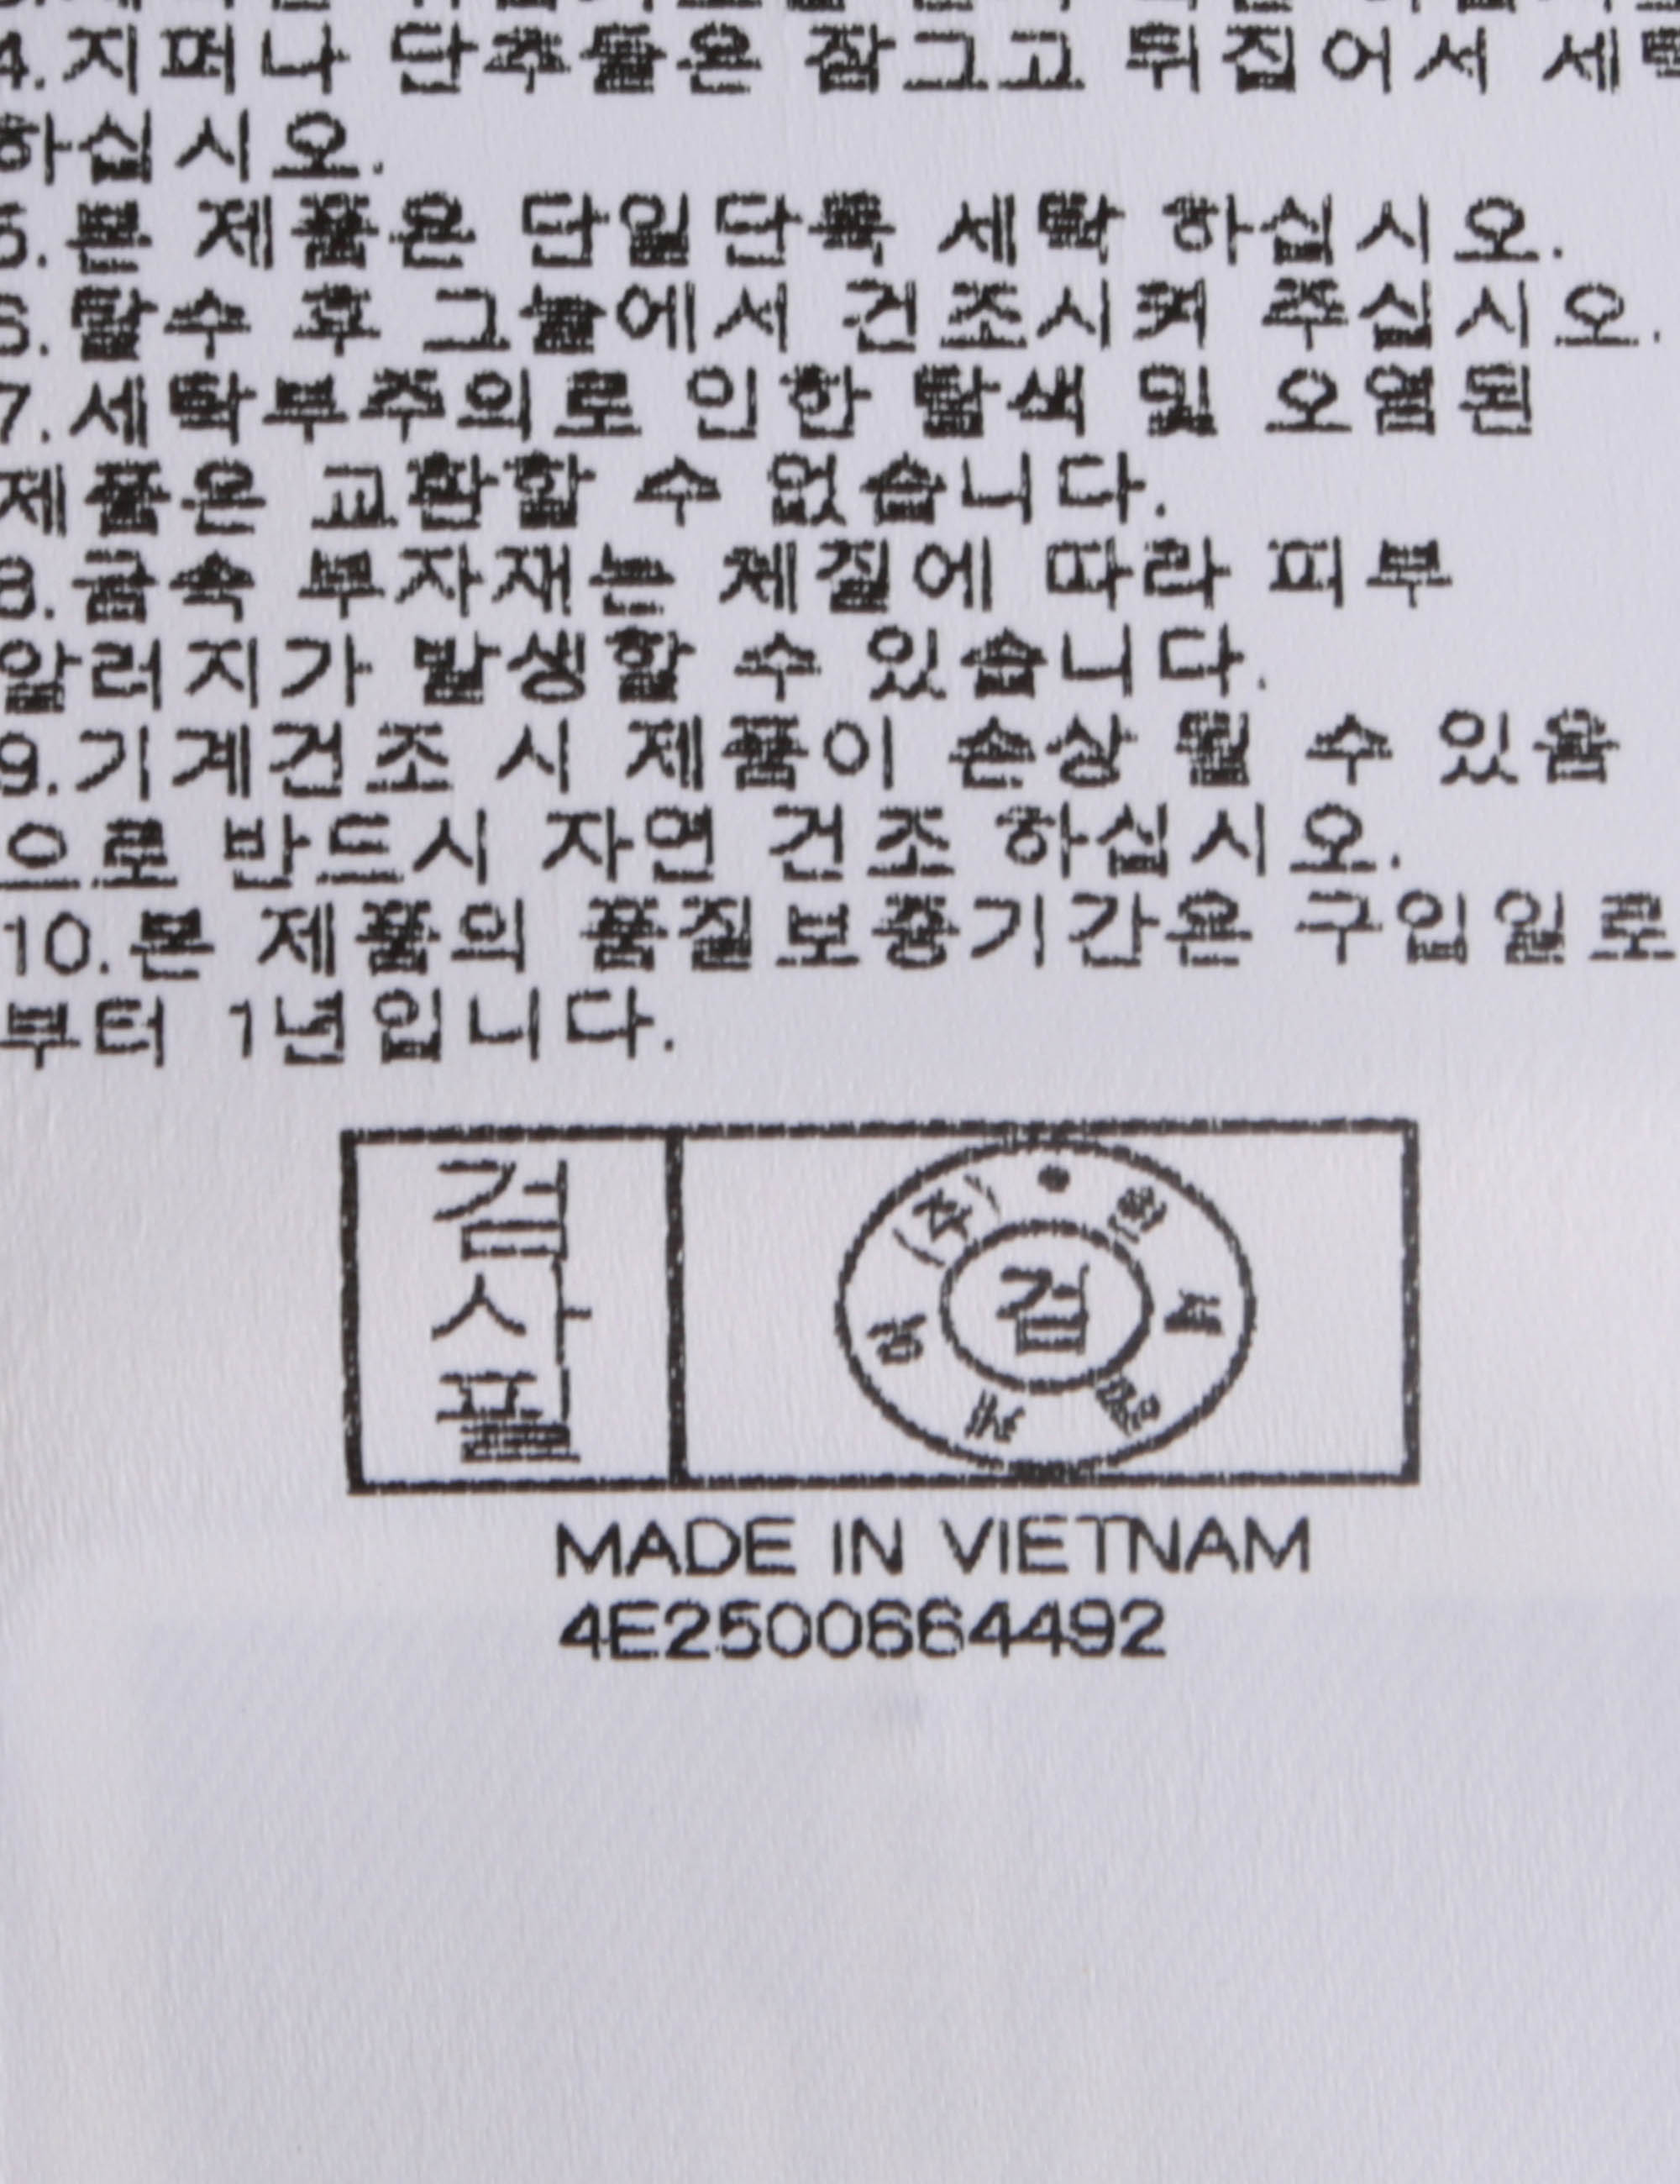 4.지퍼나 단추들은 잠그고 뒤집어서
하십시오.
5.본 제품은 단일단독 세탁 하십시오.
6.탈수 후 그늘에서 건조시켜 주십시오.
7.세탁부주의로 인한 탈색 및 오염된
제품은 교환할 수 없습니다.
8.금속 부자재는 체질에 따라 피부
알러지가 발생할 수 있습니다.
9.기계건조 시 제품이 손상 될 수 있음
으로 반드시 자연 건조 하십시오.
10.본 제품의 품질보증기간은 구입일로
부터 1년입니다.
검
사
필
(주)
검
MADE IN VIETNAM
4E2500664492